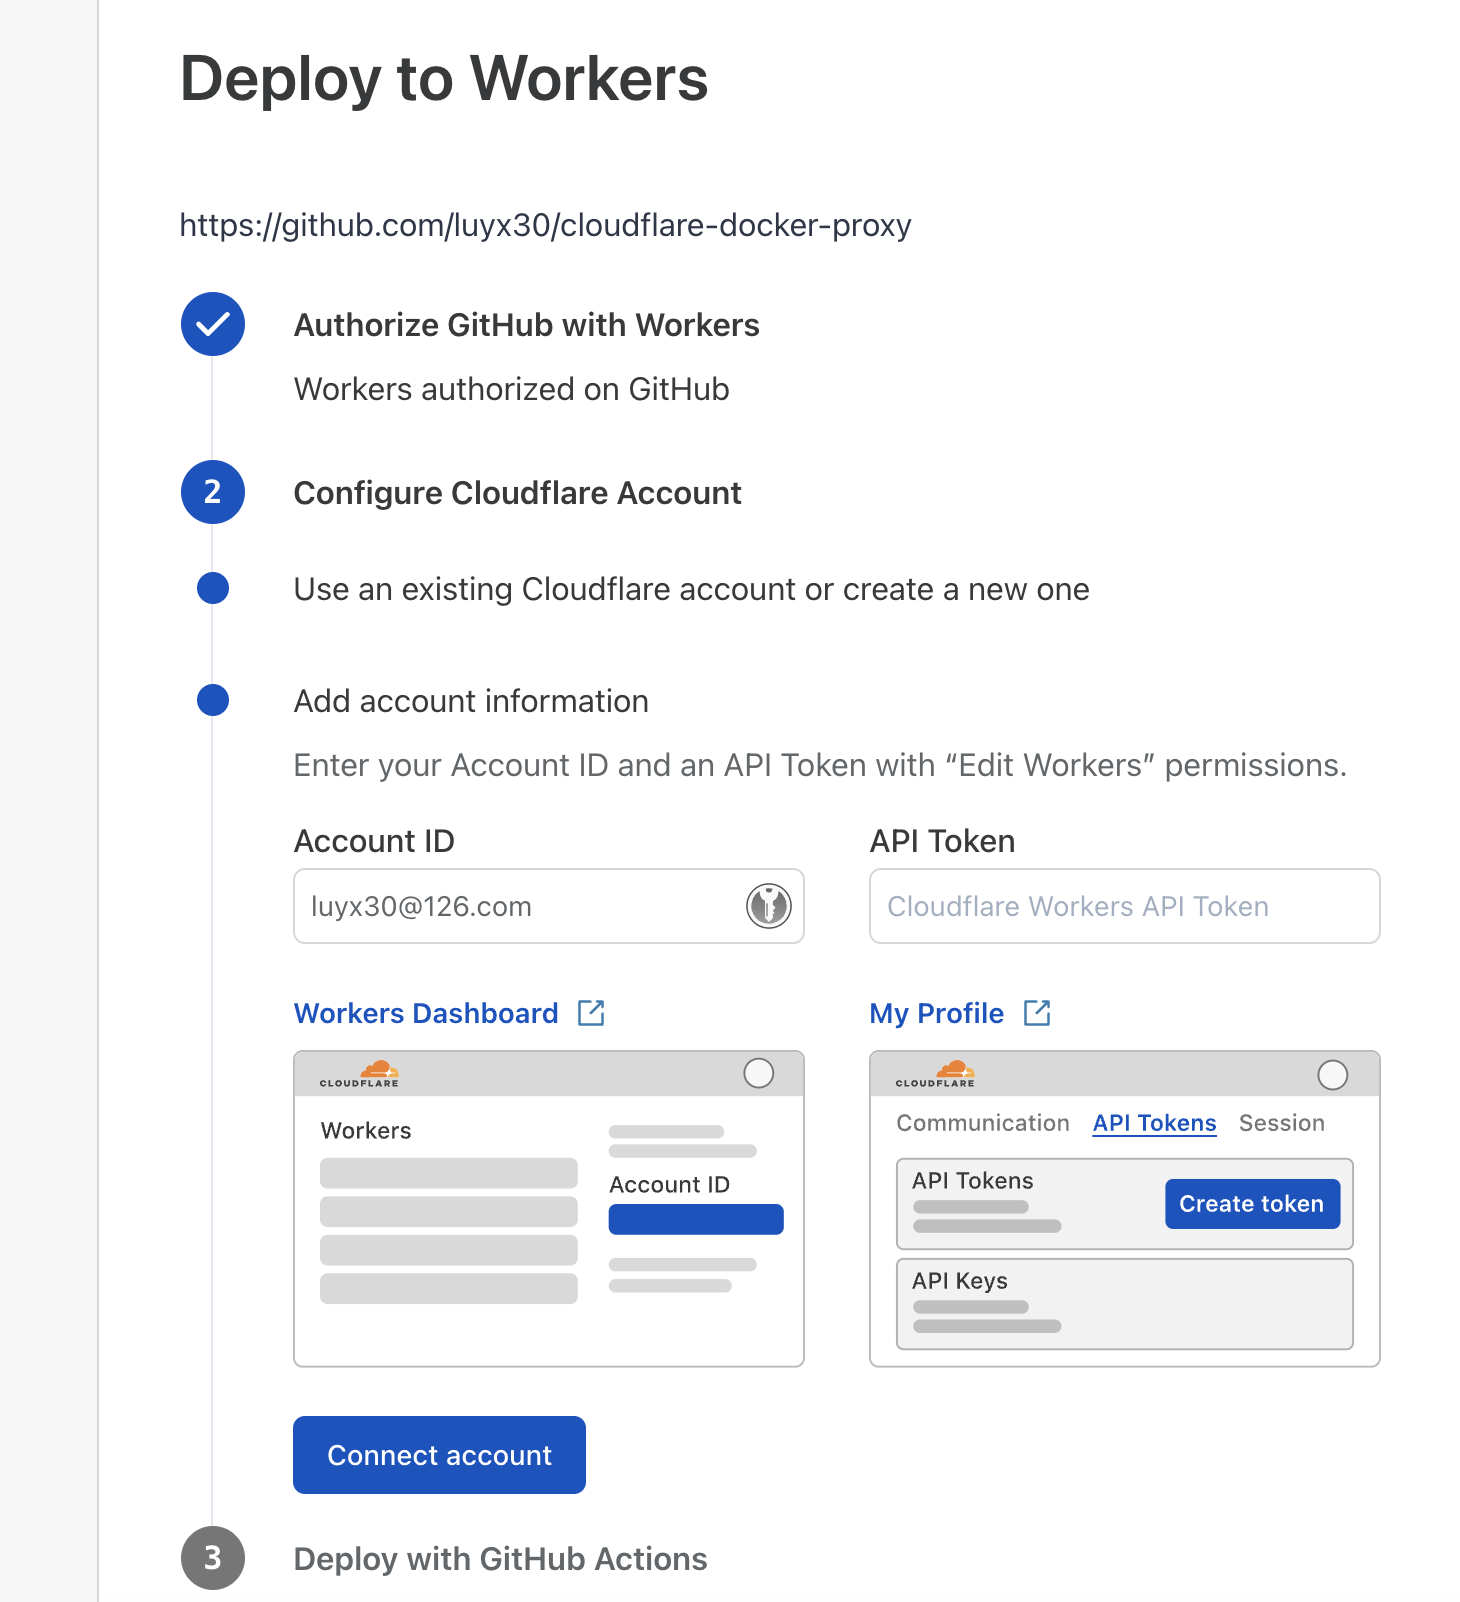 Deploy to Workers
https://github.com/luyx30/cloudflare-docker-proxy
Authorize GitHub with Workers
Workers authorized on GitHub
2
Configure Cloudflare Account
Use an existing Cloudflare account or create a new one
Add account information
Enter your Account ID and an API Token with “Edit Workers” permissions.
Account ID
API Token
luyx30@126.com
Cloudflare Workers API Token
Workers Dashboard
My Profile
CLOUDFLARE
Workers
Account ID
CLOUDFLARE
Communication API Tokens Session
API Tokens
Create token
API Keys
Connect account
3
Deploy with GitHub Actions